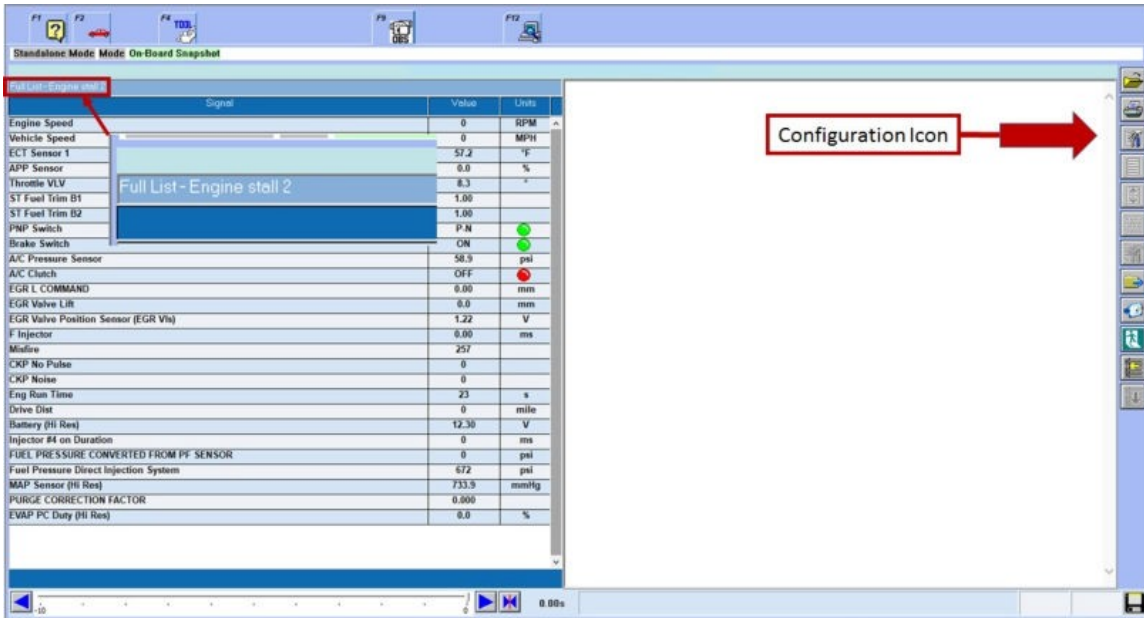 F1 F2 F4 F9 F12
TOOL OBS
Standalone Mode Mode On-Board Snapshot
Full List-Engine stall 2
Signal Value Units
Engine Speed 0 RPM
Vehicle Speed 0 MPH
ECT Sensor 1 57.2 °F
APP Sensor 0.0 %
Throttle VLV 8.3 °
ST Fuel Trim B1 1.00
ST Fuel Trim B2 1.00
PNP Switch P-N
Brake Switch ON
A/C Pressure Sensor 58.9 psi
A/C Clutch OFF
EGR L COMMAND 0.00 mm
EGR Valve Lift 0.0 mm
EGR Valve Position Sensor (EGR Vls) 1.22 V
F Injector 0.00 ms
Misfire 257
CKP No Pulse 0
CKP Noise 0
Eng Run Time 23 s
Drive Dist 0 mile
Battery (Hi Res) 12.30 V
Injector #4 on Duration 0 ms
FUEL PRESSURE CONVERTED FROM PF SENSOR 0 psi
Fuel Pressure Direct Injection System 672 psi
MAP Sensor (Hi Res) 733.9 mmHg
PURGE CORRECTION FACTOR 0.000
EVAP PC Duty (Hi Res) 0.0 %
Full List - Engine stall 2
Configuration Icon
-10 0 0.00s